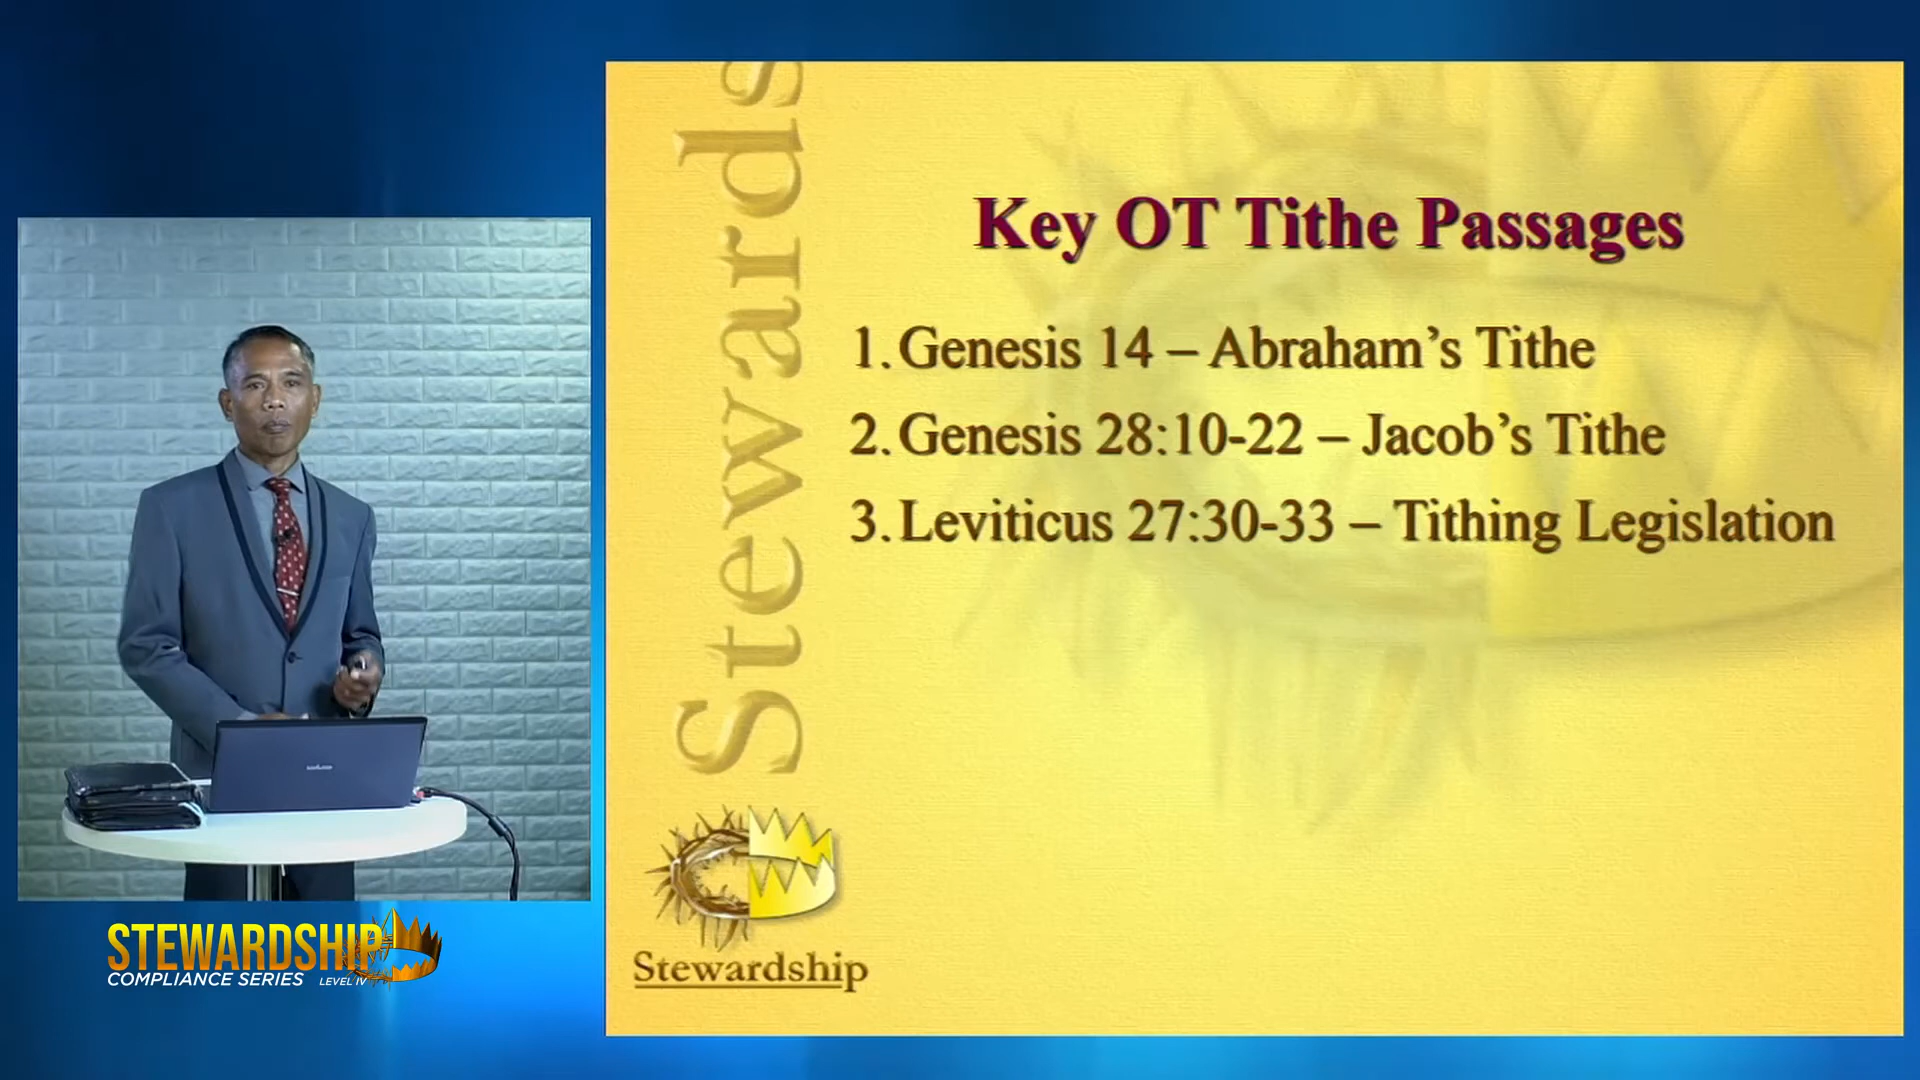 Stewards
Key OT Tithe Passages
1. Genesis 14 – Abraham’s Tithe
2. Genesis 28:10-22 – Jacob’s Tithe
3. Leviticus 27:30-33 – Tithing Legislation
Stewardship
STEWARDSHIP
COMPLIANCE SERIES LEVEL IV